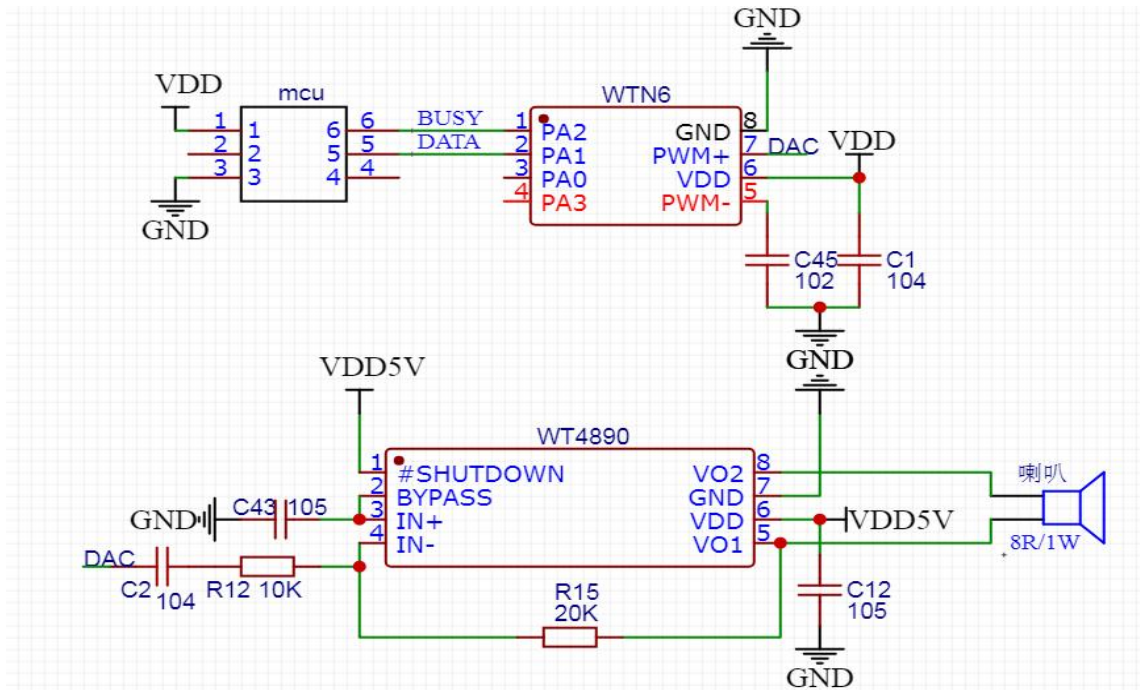 GND
VDD
mcu
WTN6
1 1 6 6 BUSY 1 PA2 GND 8
2 2 5 5 DATA 2 PA1 PWM+ 7 DAC VDD
3 3 4 4 3 PA0 VDD 6
4 PA3 PWM- 5
GND
C45 C1
102 104
GND
VDD5V
GND
WT4890
1 #SHUTDOWN VO2 8 喇叭
2 BYPASS GND 7
GND C43 105 3 IN+ VDD 6 VDD5V
DAC 4 IN- VO1 5 8R/1W
C2 104 R12 10K
R15
20K
C12
105
GND